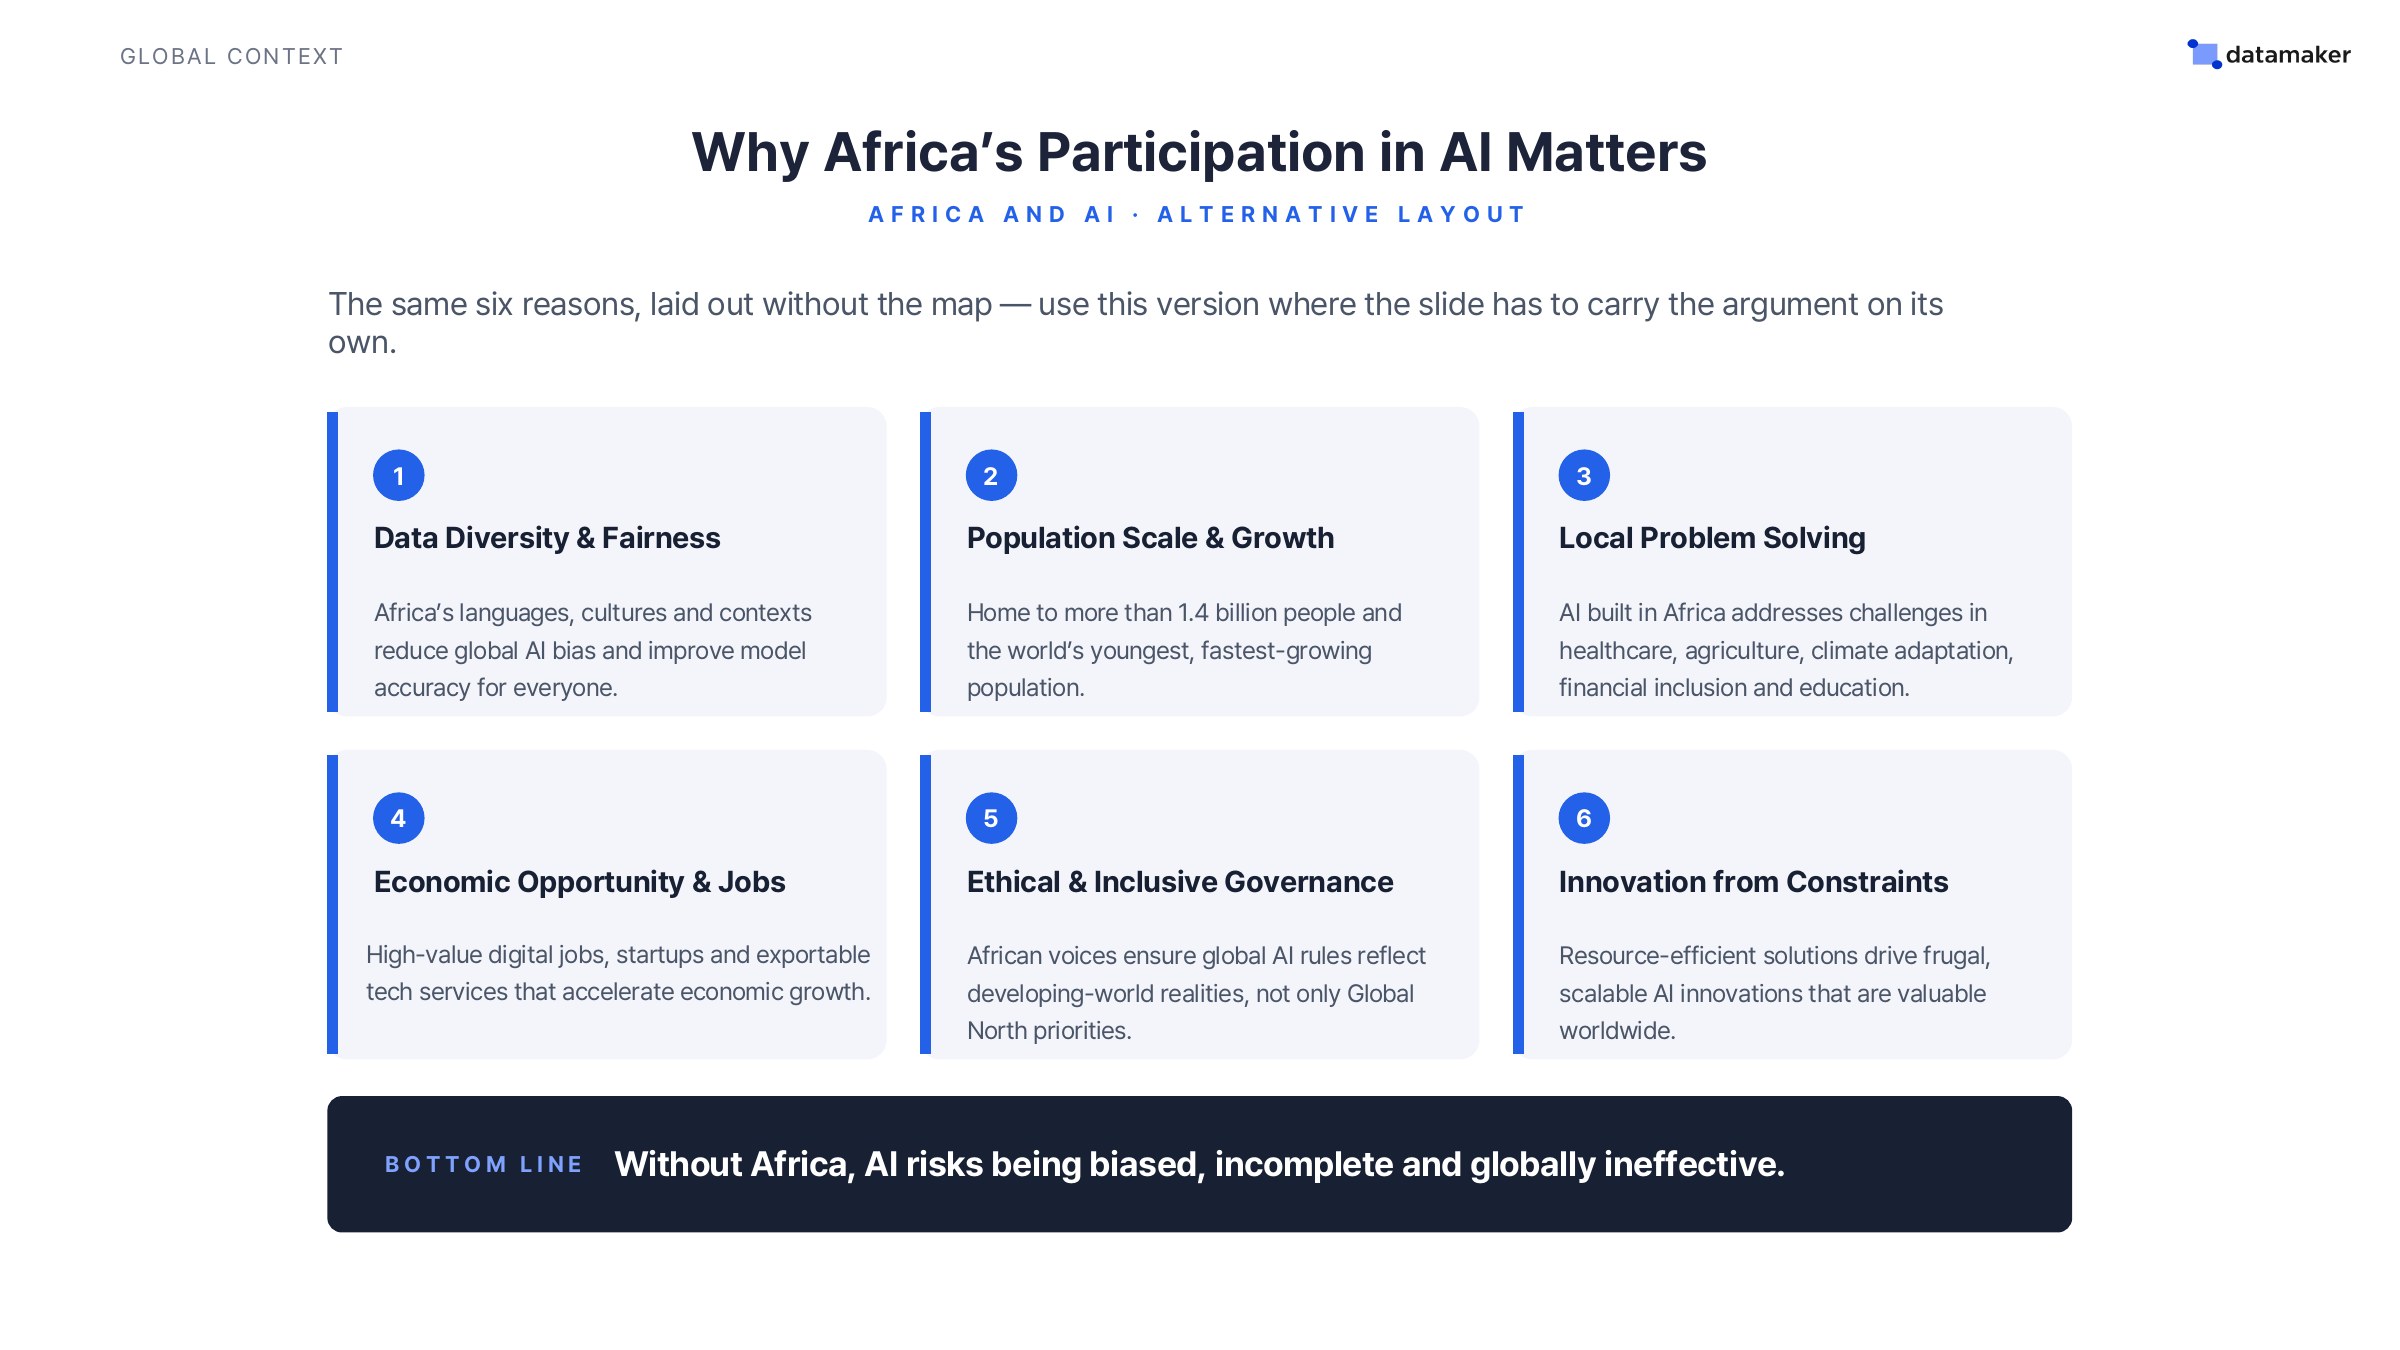 GLOBAL CONTEXT
datamaker
Why Africa’s Participation in AI Matters
AFRICA AND AI · ALTERNATIVE LAYOUT
The same six reasons, laid out without the map — use this version where the slide has to carry the argument on its
own.
1
Data Diversity & Fairness
Africa’s languages, cultures and contexts
reduce global AI bias and improve model
accuracy for everyone.
2
Population Scale & Growth
Home to more than 1.4 billion people and
the world’s youngest, fastest-growing
population.
3
Local Problem Solving
AI built in Africa addresses challenges in
healthcare, agriculture, climate adaptation,
financial inclusion and education.
4
Economic Opportunity & Jobs
High-value digital jobs, startups and exportable
tech services that accelerate economic growth.
5
Ethical & Inclusive Governance
African voices ensure global AI rules reflect
developing-world realities, not only Global
North priorities.
6
Innovation from Constraints
Resource-efficient solutions drive frugal,
scalable AI innovations that are valuable
worldwide.
BOTTOM LINE Without Africa, AI risks being biased, incomplete and globally ineffective.